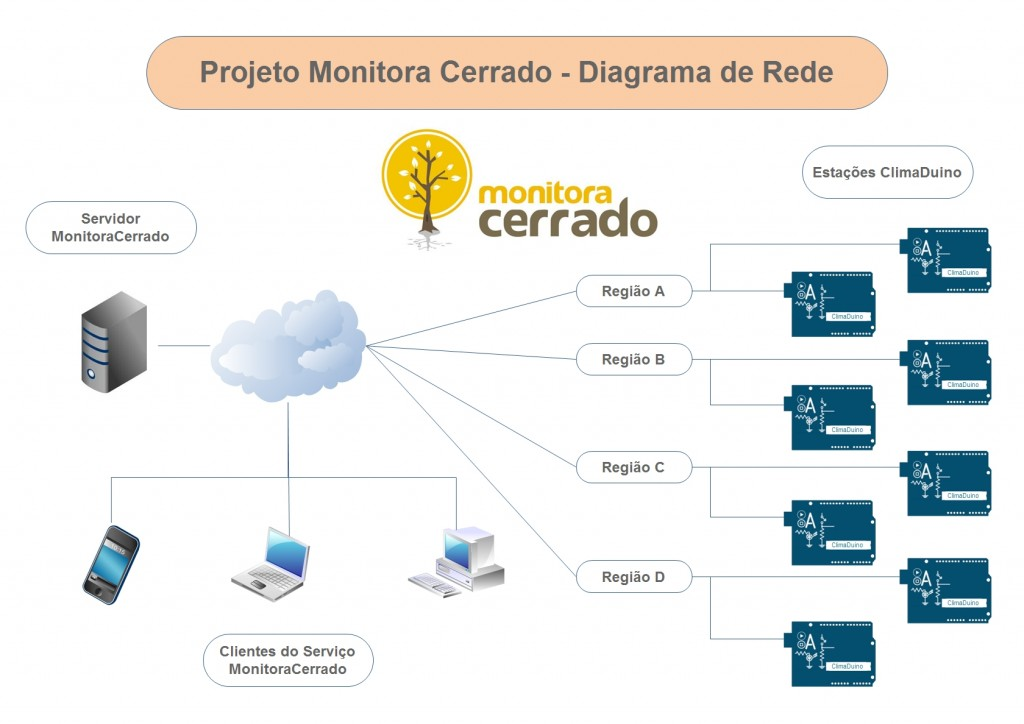 Projeto Monitora Cerrado - Diagrama de Rede
monitora
cerrado
Estações ClimaDuino
Servidor
MonitoraCerrado
A
ClimaDuino
Região A
A
ClimaDuino
Região B
A
ClimaDuino
A
ClimaDuino
Região C
A
ClimaDuino
A
ClimaDuino
Região D
A
ClimaDuino
A
ClimaDuino
Clientes do Serviço
MonitoraCerrado